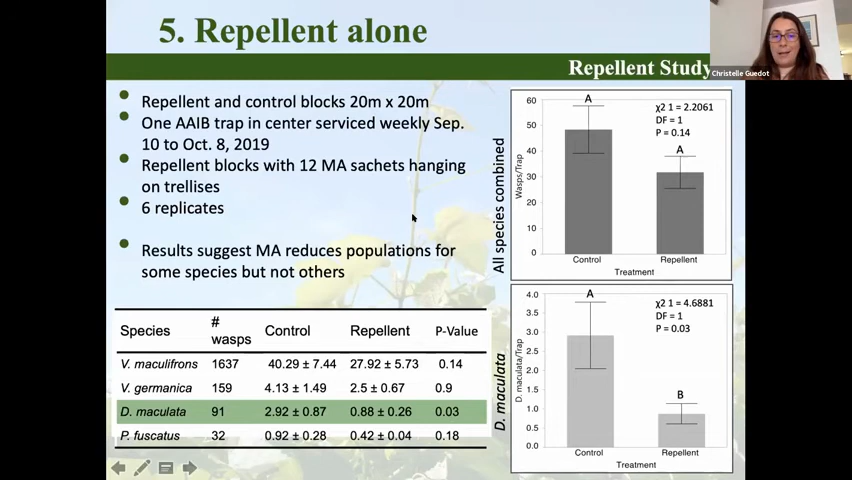 5. Repellent alone
Repellent Study
Christelle Guedot
• Repellent and control blocks 20m x 20m
• One AAIB trap in center serviced weekly Sep.
10 to Oct. 8, 2019
• Repellent blocks with 12 MA sachets hanging
on trellises
• 6 replicates
• Results suggest MA reduces populations for
some species but not others
Species # wasps Control Repellent P-Value
V. maculifrons 1637 40.29 ± 7.44 27.92 ± 5.73 0.14
V. germanica 159 4.13 ± 1.49 2.5 ± 0.67 0.9
D. maculata 91 2.92 ± 0.87 0.88 ± 0.26 0.03
P. fuscatus 32 0.92 ± 0.28 0.42 ± 0.04 0.18
All species combined
Wasps/Trap
60
50
40
30
20
10
0
A
A
χ2 1 = 2.2061
DF = 1
P = 0.14
Control Repellent
Treatment
D. maculata
D. maculata/Trap
4.0
3.5
3.0
2.5
2.0
1.5
1.0
0.5
0.0
A
B
χ2 1 = 4.6881
DF = 1
P = 0.03
Control Repellent
Treatment